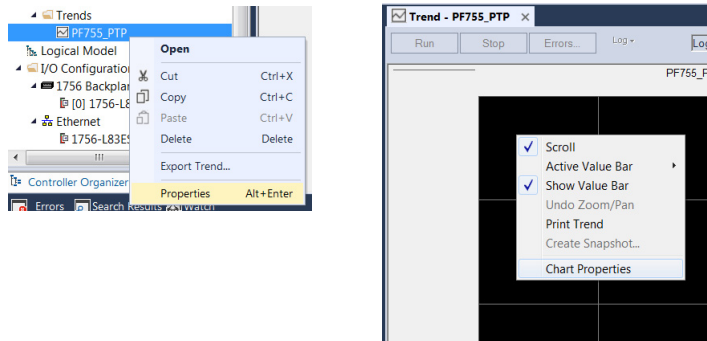 Trends
PF755_PTP
Logical Model
I/O Configuration
1756 Backplan
[0] 1756-L8
Ethernet
1756-L83ES
Controller Organizer
Errors Search Results Watch
Open
Cut Ctrl+X
Copy Ctrl+C
Paste Ctrl+V
Delete Delete
Export Trend...
Properties Alt+Enter
Trend - PF755_PTP
Run Stop Errors... Log Log
PF755_P
Scroll
Active Value Bar
Show Value Bar
Undo Zoom/Pan
Print Trend
Create Snapshot...
Chart Properties